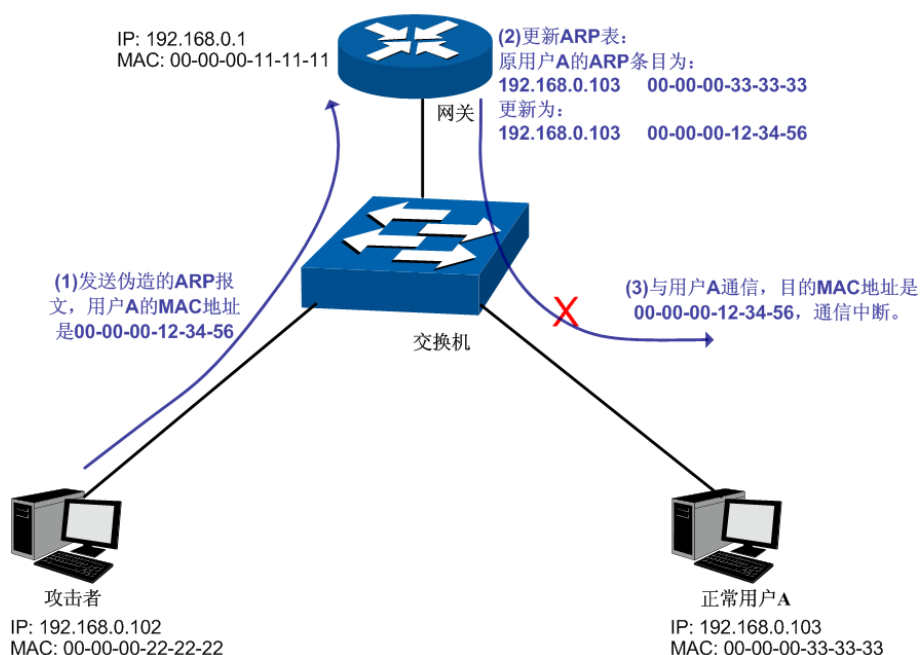 IP: 192.168.0.1
MAC: 00-00-00-11-11-11
(2)更新ARP表：
原用户A的ARP条目为：
192.168.0.103 00-00-00-33-33-33
更新为：
192.168.0.103 00-00-00-12-34-56
网关
(1)发送伪造的ARP报
文，用户A的MAC地址
是00-00-00-12-34-56
(3)与用户A通信，目的MAC地址是
00-00-00-12-34-56，通信中断。
X
交换机
攻击者
IP: 192.168.0.102
MAC: 00-00-00-22-22-22
正常用户A
IP: 192.168.0.103
MAC: 00-00-00-33-33-33